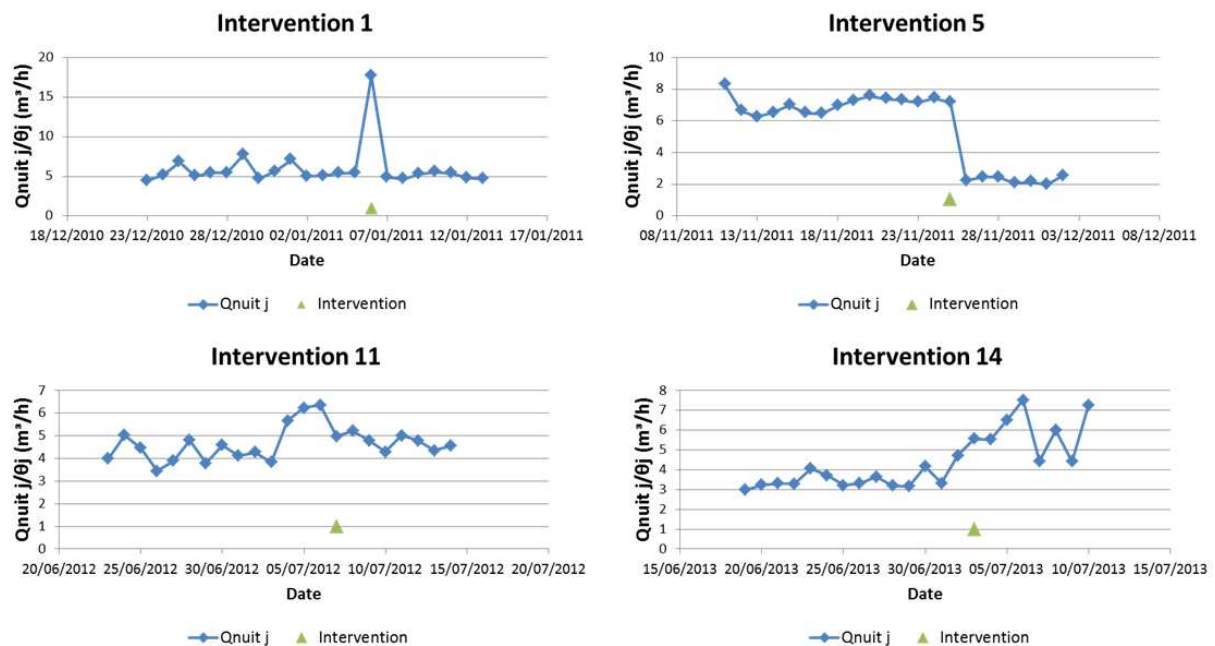 Intervention 1
Qnuit j/θj (m³/h)
20
15
10
5
0
18/12/2010 23/12/2010 28/12/2010 02/01/2011 07/01/2011 12/01/2011 17/01/2011
Date
Qnuit j Intervention
Intervention 5
Qnuit j/θj (m³/h)
10
8
6
4
2
0
08/11/2011 13/11/2011 18/11/2011 23/11/2011 28/11/2011 03/12/2011 08/12/2011
Date
Qnuit j Intervention
Intervention 11
Qnuit j/θj (m³/h)
7
6
5
4
3
2
1
0
20/06/2012 25/06/2012 30/06/2012 05/07/2012 10/07/2012 15/07/2012 20/07/2012
Date
Qnuit j Intervention
Intervention 14
Qnuit j/θj (m³/h)
8
7
6
5
4
3
2
1
0
15/06/2013 20/06/2013 25/06/2013 30/06/2013 05/07/2013 10/07/2013 15/07/2013
Date
Qnuit j Intervention